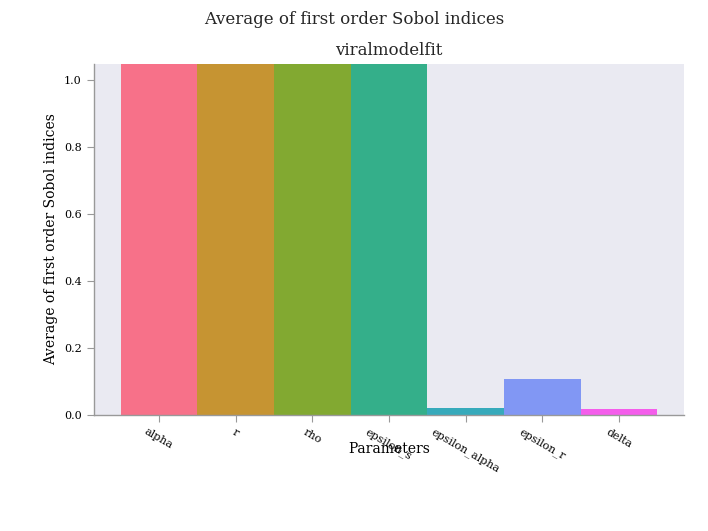 Average of first order Sobol indices
viralmodelfit
Average of first order Sobol indices
1.0
0.8
0.6
0.4
0.2
0.0
alpha
r
rho
epsilon_s
epsilon_alpha
epsilon_r
delta
Parameters